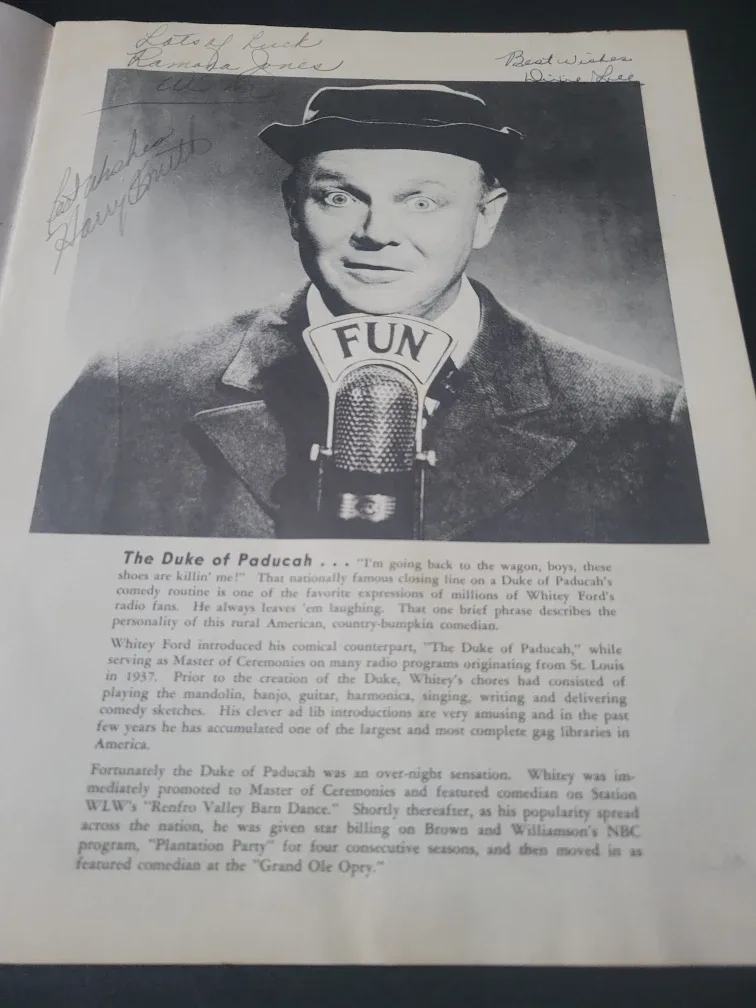 Lots of Luck
Ramona Jones
Best Wishes
Dixie Lee
Best Wishes
Harry Smith
FUN
The Duke of Paducah . . . "I'm going back to the wagon, boys, these
shoes are killin' me!" That nationally famous closing line on a Duke of Paducah's
comedy routine is one of the favorite expressions of millions of Whitey Ford's
radio fans. He always leaves 'em laughing. That one brief phrase describes the
personality of this rural American, country-bumpkin comedian.
Whitey Ford introduced his comical counterpart, "The Duke of Paducah," while
serving as Master of Ceremonies on many radio programs originating from St. Louis
in 1937. Prior to the creation of the Duke, Whitey's chores had consisted of
playing the mandolin, banjo, guitar, harmonica, singing, writing and delivering
comedy sketches. His clever ad lib introductions are very amusing and in the past
few years he has accumulated one of the largest and most complete gag libraries in
America.
Fortunately the Duke of Paducah was an over-night sensation. Whitey was im-
mediately promoted to Master of Ceremonies and featured comedian on Station
WLW's "Renfro Valley Barn Dance." Shortly thereafter, as his popularity spread
across the nation, he was given star billing on Brown and Williamson's NBC
program, "Plantation Party" for four consecutive seasons, and then moved in as
featured comedian at the "Grand Ole Opry."